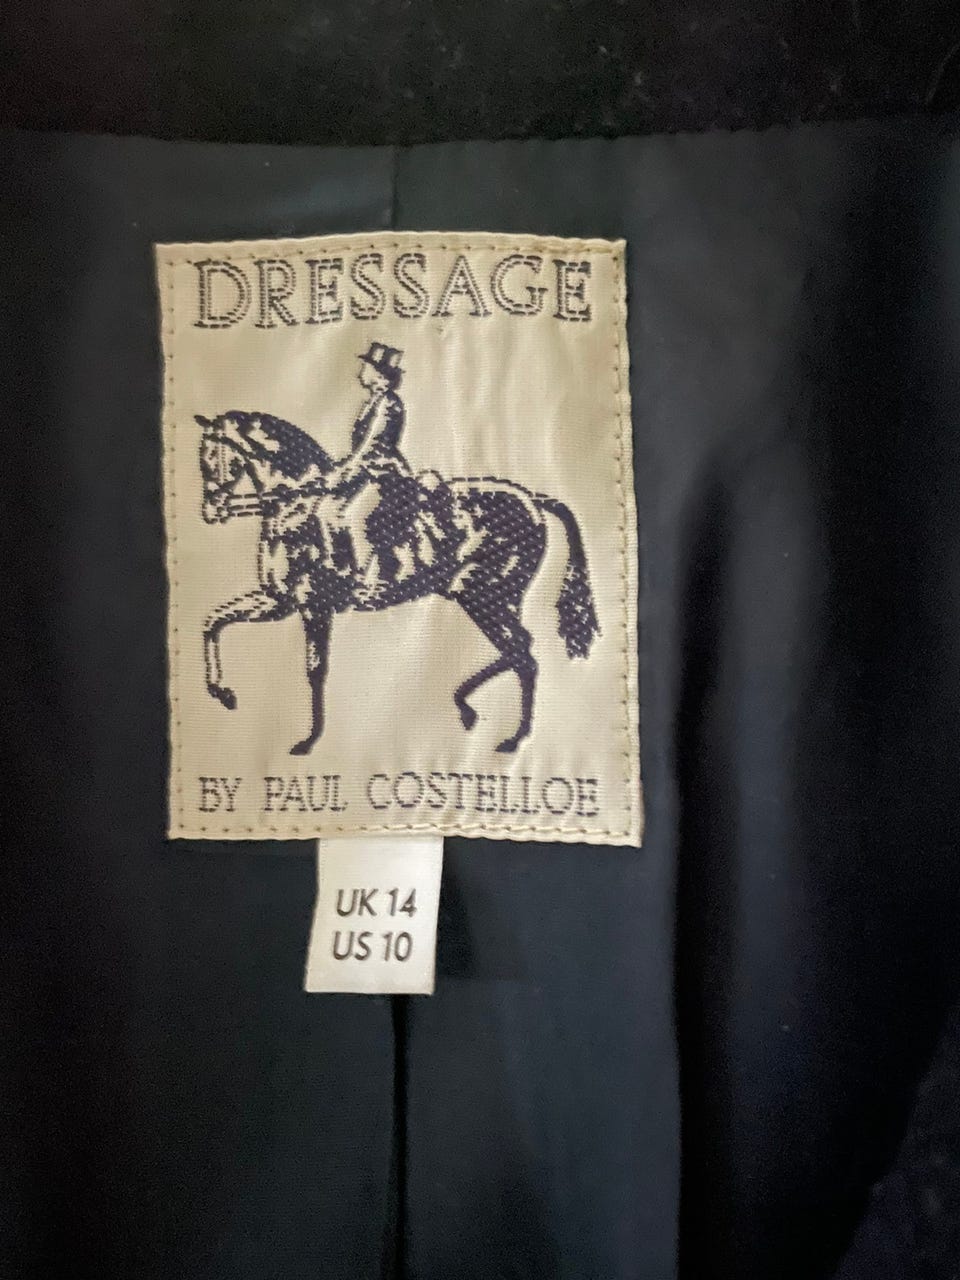 DRESSAGE
BY PAUL COSTELLOE
UK 14
US 10